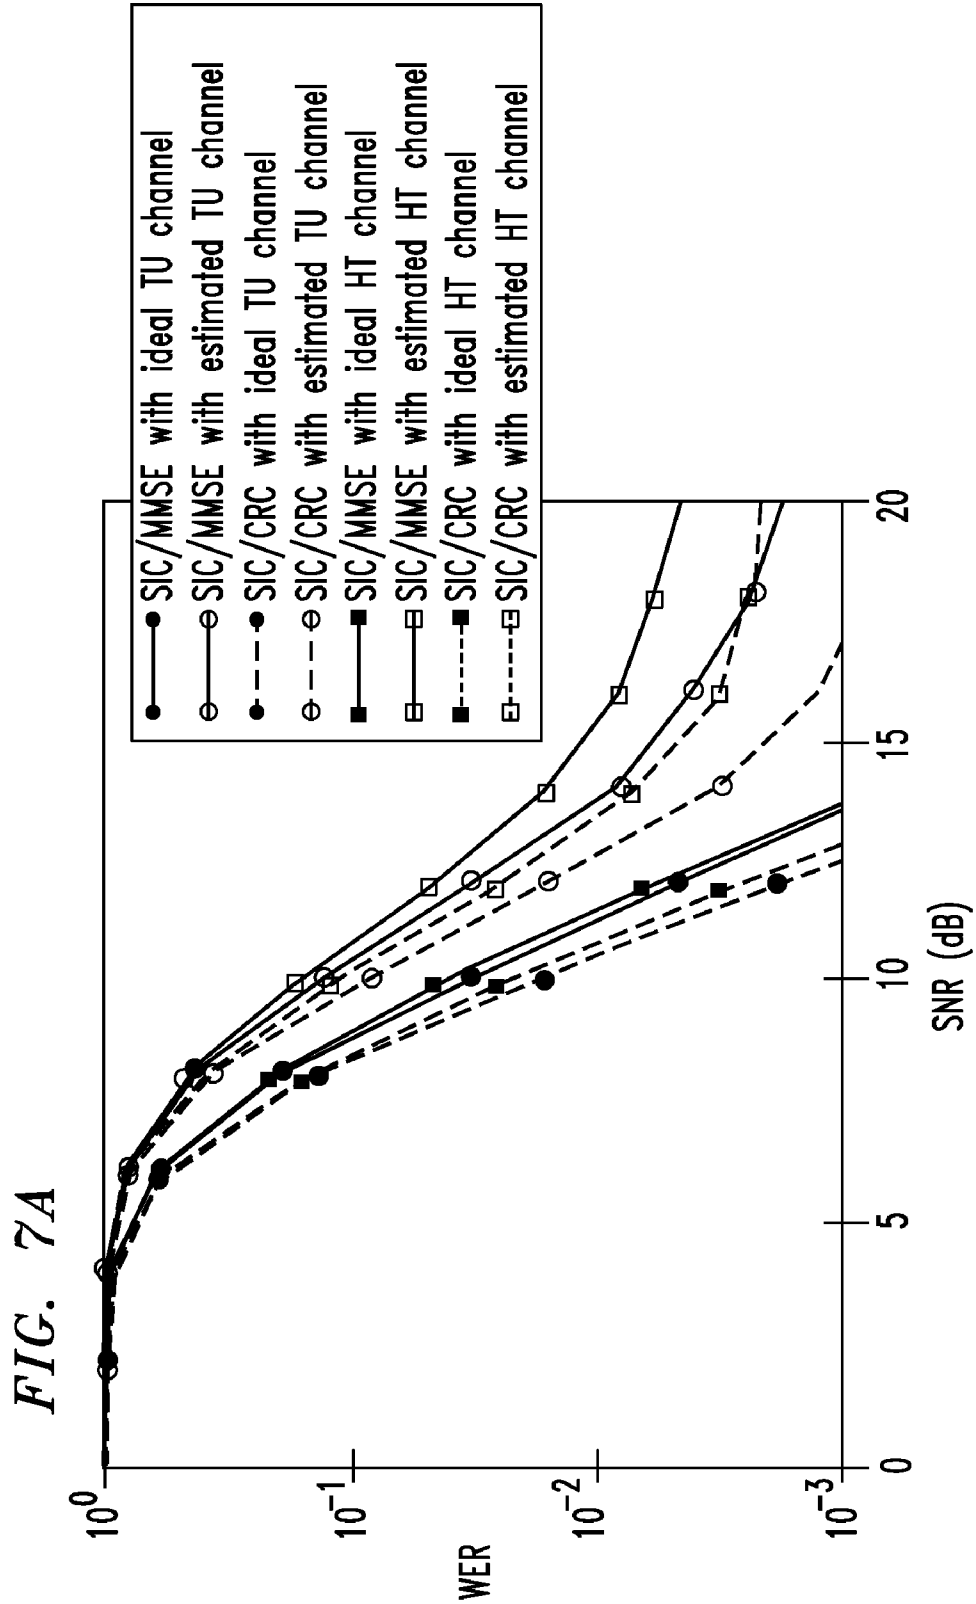 FIG. 7A
SIC/MMSE with ideal TU channel
SIC/MMSE with estimated TU channel
SIC/CRC with ideal TU channel
SIC/CRC with estimated TU channel
SIC/MMSE with ideal HT channel
SIC/MMSE with estimated HT channel
SIC/CRC with ideal HT channel
SIC/CRC with estimated HT channel
10^0
10^-1
10^-2
10^-3
WER
0
5
10
15
20
SNR (dB)